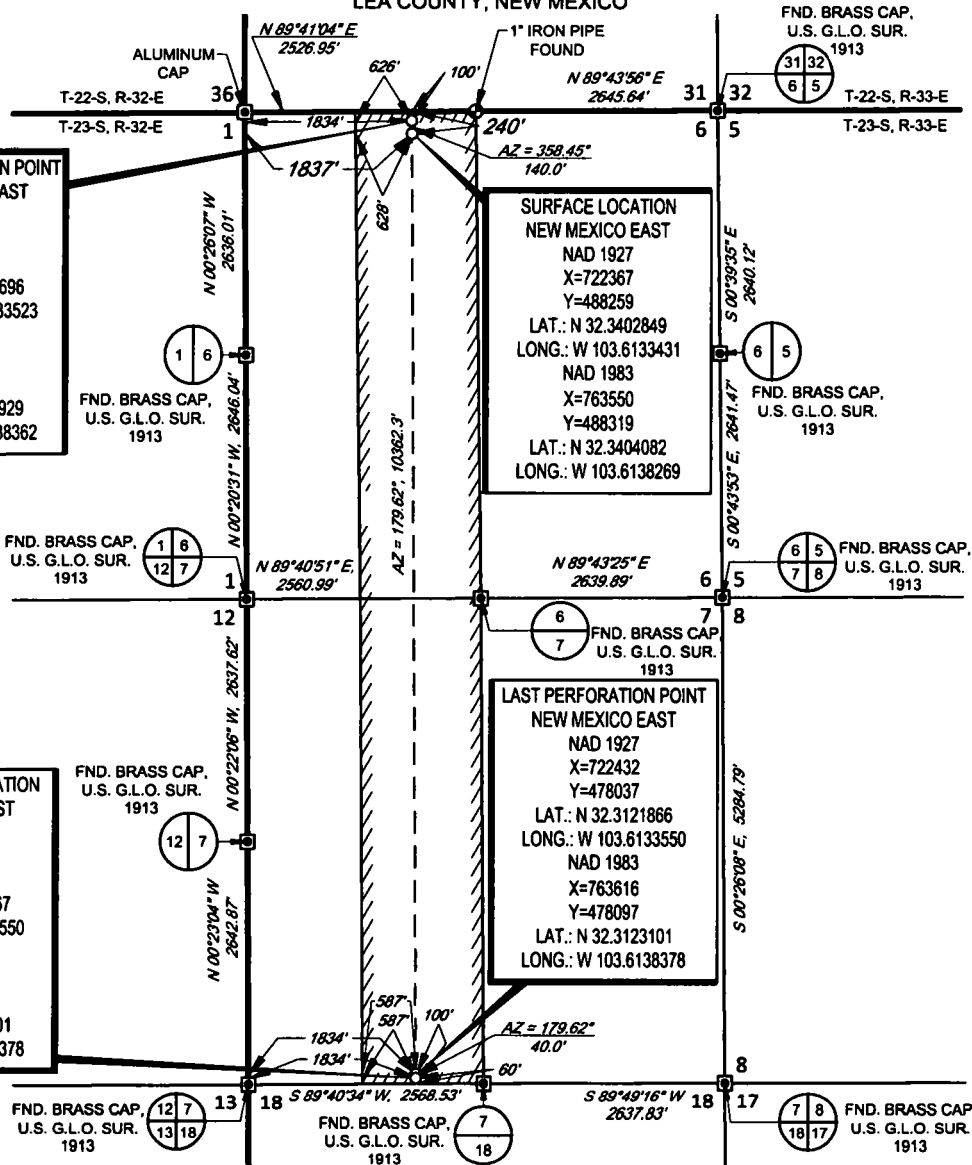 LEA COUNTY, NEW MEXICO
N 89°41'04" E
2526.95'
ALUMINUM
CAP
626'
100'
1" IRON PIPE
FOUND
N 89°43'56" E
2645.64'
FND. BRASS CAP,
U.S. G.L.O. SUR.
1913
31 32
6 5
36
31 32
T-22-S, R-32-E
T-22-S, R-33-E
T-23-S, R-32-E
T-23-S, R-33-E
1
6 5
1834'
240'
1837'
AZ = 358.45°
140.0'
628'
N POINT
AST
696
83523
929
38362
SURFACE LOCATION
NEW MEXICO EAST
NAD 1927
X=722367
Y=488259
LAT.: N 32.3402849
LONG.: W 103.6133431
NAD 1983
X=763550
Y=488319
LAT.: N 32.3404082
LONG.: W 103.6138269
N 00°26'07" W
2636.01'
S 00°39'35" E
2640.12'
1 6
FND. BRASS CAP,
U.S. G.L.O. SUR.
1913
6 5
FND. BRASS CAP,
U.S. G.L.O. SUR.
1913
N 00°20'31" W, 2646.04'
AZ = 179.62°, 10362.3'
S 00°43'53" E, 2641.47'
FND. BRASS CAP,
U.S. G.L.O. SUR.
1913
1 6
12 7
1
12
N 89°40'51" E,
2560.99'
N 89°43'25" E
2639.89'
6 5
7 8
6 5
7 8
FND. BRASS CAP,
U.S. G.L.O. SUR.
1913
6
7
FND. BRASS CAP,
U.S. G.L.O. SUR.
1913
N 00°22'06" W, 2637.62'
LAST PERFORATION POINT
NEW MEXICO EAST
NAD 1927
X=722432
Y=478037
LAT.: N 32.3121866
LONG.: W 103.6133550
NAD 1983
X=763616
Y=478097
LAT.: N 32.3123101
LONG.: W 103.6138378
ATION
ST
67
550
01
378
FND. BRASS CAP,
U.S. G.L.O. SUR.
1913
12 7
S 00°26'08" E, 5284.79'
N 00°23'04" W
2642.87'
587'
587'
100'
1834'
1834'
AZ = 179.62°
40.0'
60'
S 89°40'34" W, 2568.53'
S 89°49'16" W
2637.83'
13 18
8
18 17
FND. BRASS CAP,
U.S. G.L.O. SUR.
1913
12 7
13 18
FND. BRASS CAP,
U.S. G.L.O. SUR.
1913
7
18
7 8
18 17
FND. BRASS CAP
U.S. G.L.O. SUR.
1913